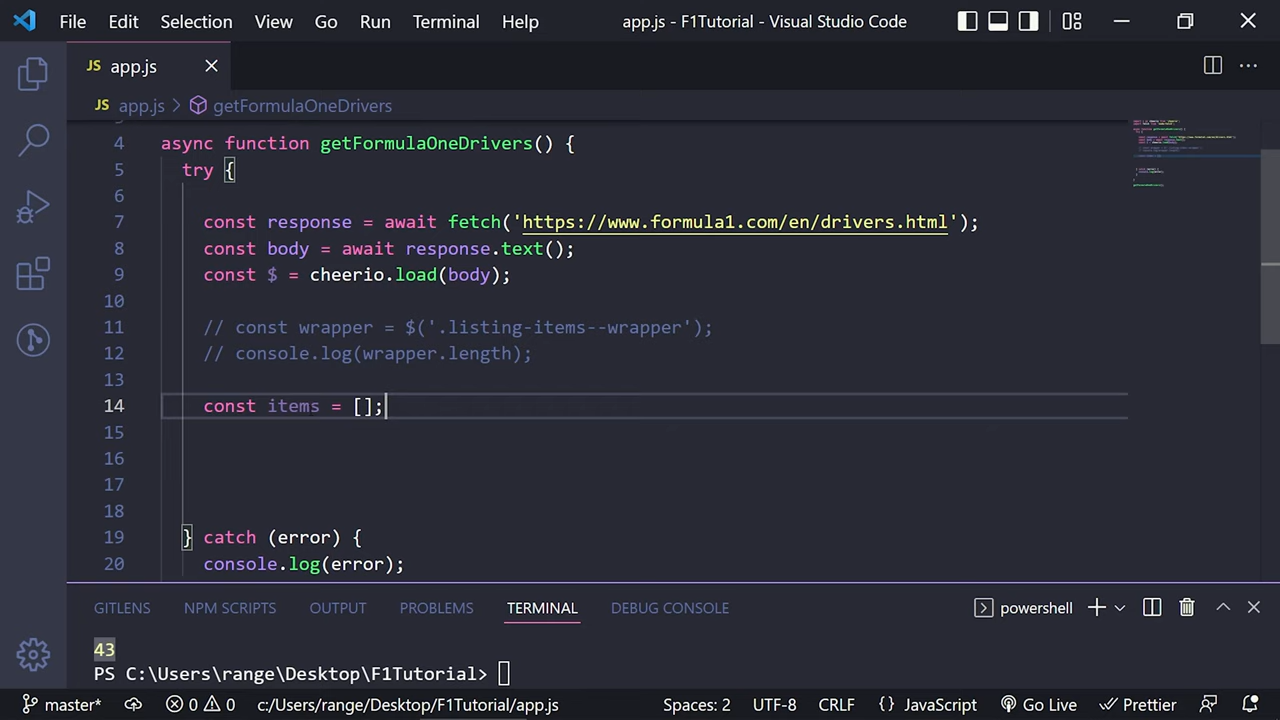 File Edit Selection View Go Run Terminal Help app.js - F1Tutorial - Visual Studio Code
JS app.js
JS app.js > getFormulaOneDrivers
4 async function getFormulaOneDrivers() {
5 try {
6
7 const response = await fetch('https://www.formula1.com/en/drivers.html');
8 const body = await response.text();
9 const $ = cheerio.load(body);
10
11 // const wrapper = $('.listing-items--wrapper');
12 // console.log(wrapper.length);
13
14 const items = [];
15
16
17
18
19 } catch (error) {
20 console.log(error);
GITLENS NPM SCRIPTS OUTPUT PROBLEMS TERMINAL DEBUG CONSOLE powershell
43
PS C:\Users\range\Desktop\F1Tutorial>
master* 0 0 c:/Users/range/Desktop/F1Tutorial/app.js Spaces: 2 UTF-8 CRLF {} JavaScript Go Live Prettier